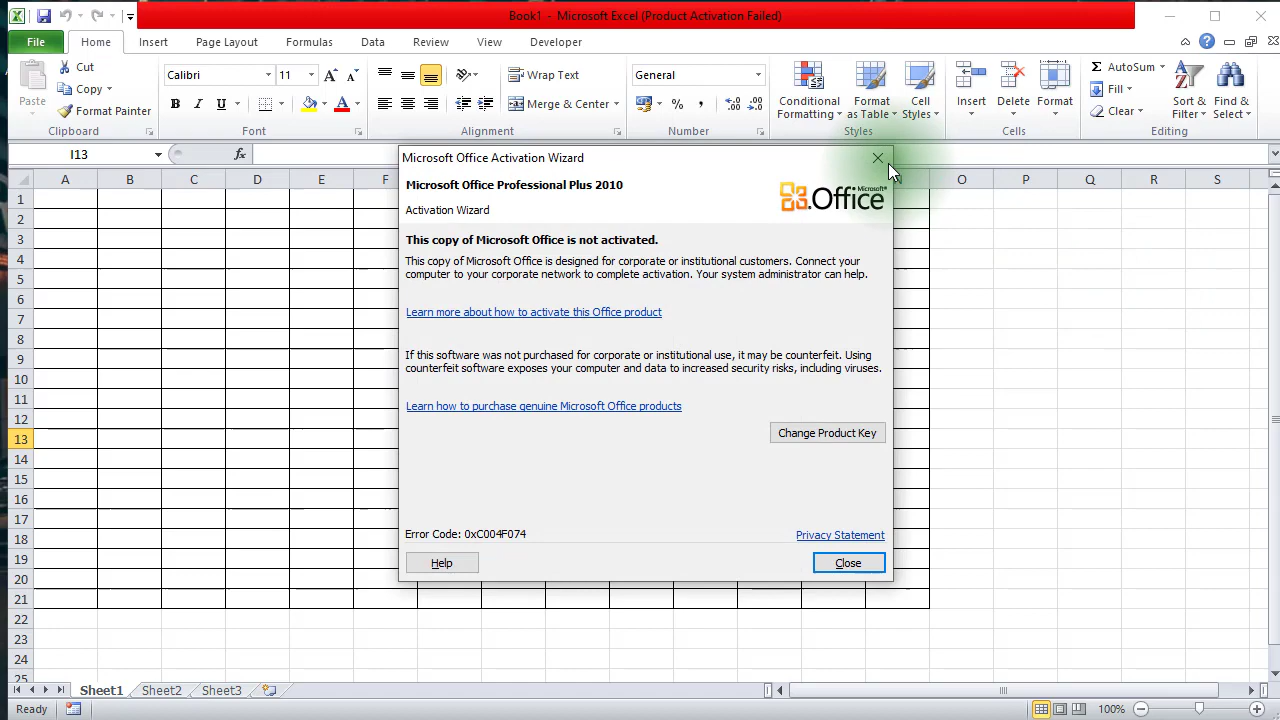 Book1 - Microsoft Excel (Product Activation Failed)
File Home Insert Page Layout Formulas Data Review View Developer
Paste
Cut
Copy
Format Painter
Clipboard
Calibri 11
B I U A
Font
Wrap Text
Merge & Center
Alignment
General
% ,
Number
Conditional Formatting
Format as Table
Cell Styles
Styles
Insert
Delete
Format
Cells
Σ AutoSum
Fill
Clear
Sort & Filter
Find & Select
Editing
I13 fx
A B C D E F N O P Q R S
1
2
3
4
5
6
7
8
9
10
11
12
13
14
15
16
17
18
19
20
21
22
23
24
25
Microsoft Office Activation Wizard
Microsoft Office Professional Plus 2010
Microsoft® Office
Activation Wizard
This copy of Microsoft Office is not activated.
This copy of Microsoft Office is designed for corporate or institutional customers. Connect your
computer to your corporate network to complete activation. Your system administrator can help.
Learn more about how to activate this Office product
If this software was not purchased for corporate or institutional use, it may be counterfeit. Using
counterfeit software exposes your computer and data to increased security risks, including viruses.
Learn how to purchase genuine Microsoft Office products
Change Product Key
Error Code: 0xC004F074
Privacy Statement
Help
Close
Sheet1 Sheet2 Sheet3
Ready
100%